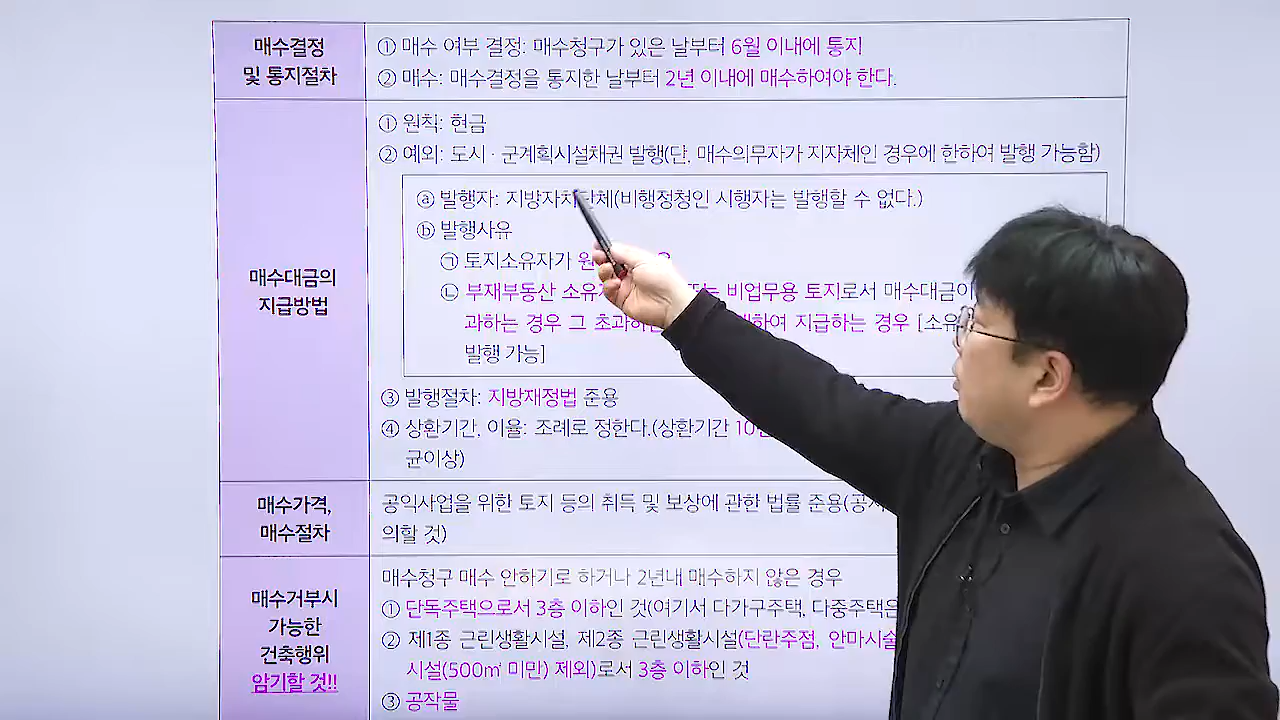 매수결정
및 통지절차
① 매수 여부 결정: 매수청구가 있은 날부터 6월 이내에 통지
② 매수: 매수결정을 통지한 날부터 2년 이내에 매수하여야 한다.
매수대금의
지급방법
① 원칙: 현금
② 예외: 도시·군계획시설채권 발행(단, 매수의무자가 지자체인 경우에 한하여 발행 가능함)
ⓐ 발행자: 지방자치단체(비행정청인 시행자는 발행할 수 없다.)
ⓑ 발행사유
㉠ 토지소유자가
㉡ 부재부동산 비업무용 토지로서 매수대금이
과하는 경우 그 지급하는 경우
발행 가능]
③ 발행절차: 지방재정법 준용
④ 상환기간, 이율: 조례로 정한다.(상환기간
균이상)
매수가격,
매수절차
공익사업을 위한 토지 등의 취득 및 보상에 관한 법률 준용
의할 것)
매수거부시
가능한
건축행위
암기할 것!!
매수청구 매수 안하기로 하거나 2년내 매수하지 않은 경우
① 단독주택으로서 3층 이하인 것(여기서 다가구주택, 다중주택은
② 제1종 근린생활시설, 제2종 근린생활시설(단란주점, 안마시술
시설(500㎡ 미만) 제외)로서 3층 이하인 것
③ 공작물